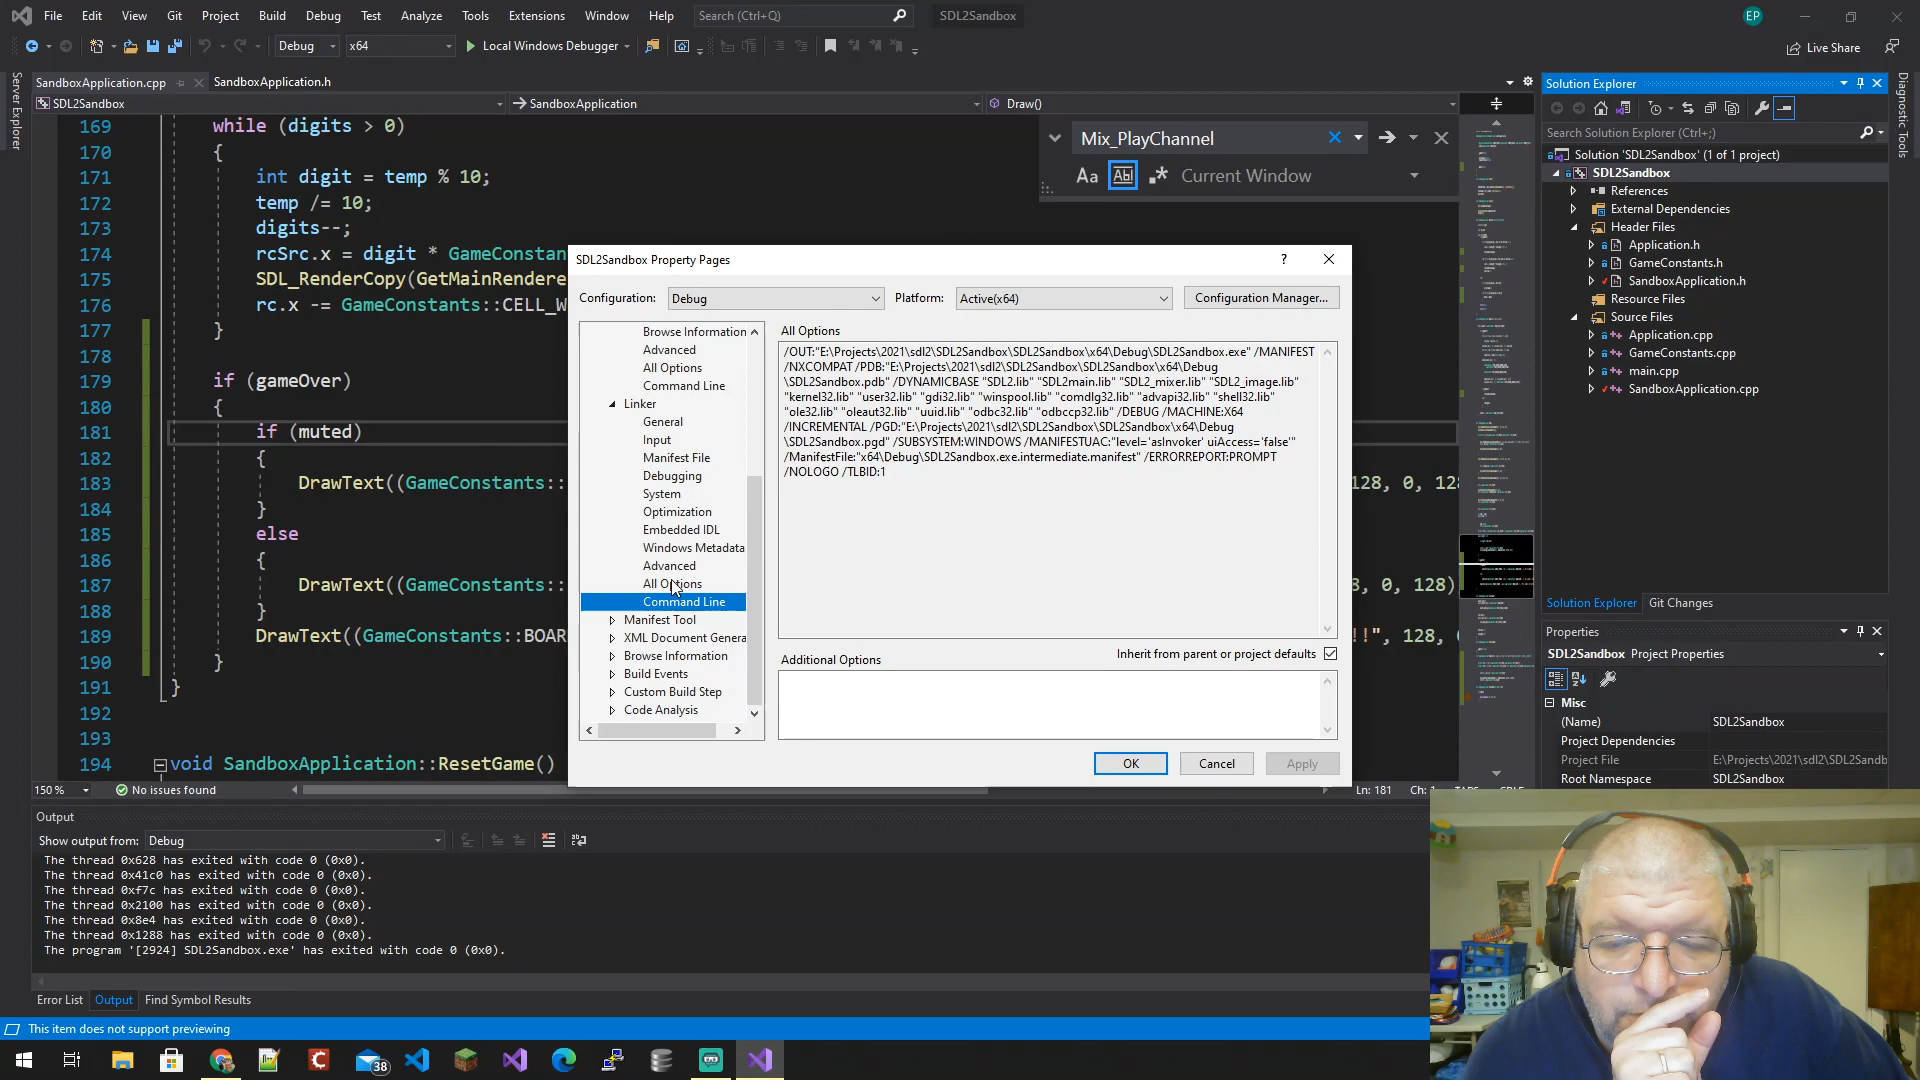 File Edit View Git Project Build Debug Test Analyze Tools Extensions Window Help Search (Ctrl+Q) SDL2Sandbox EP
Debug x64 Local Windows Debugger Live Share
SandboxApplication.cpp SandboxApplication.h
SDL2Sandbox SandboxApplication Draw()
Server Explorer
Diagnostic Tools
169 while (digits > 0)
170 {
171 int digit = temp % 10;
172 temp /= 10;
173 digits--;
174 rcSrc.x = digit * GameConstan
175 SDL_RenderCopy(GetMainRendere
176 rc.x -= GameConstants::CELL_W
177 }
178
179 if (gameOver)
180 {
181 if (muted)
182 {
183 DrawText((GameConstants:: 128, 0, 128
184 }
185 else
186 {
187 DrawText((GameConstants:: 8, 0, 128)
188 }
189 DrawText((GameConstants::BOAR !!", 128,
190 }
191 }
192
193
194 void SandboxApplication::ResetGame()
Mix_PlayChannel
Aa Abl .* Current Window
SDL2Sandbox Property Pages ?
Configuration: Debug Platform: Active(x64) Configuration Manager...
Browse Information
Advanced
All Options
Command Line
Linker
General
Input
Manifest File
Debugging
System
Optimization
Embedded IDL
Windows Metadata
Advanced
All Options
Command Line
Manifest Tool
XML Document Genera
Browse Information
Build Events
Custom Build Step
Code Analysis
All Options
/OUT:"E:\Projects\2021\sdl2\SDL2Sandbox\SDL2Sandbox\x64\Debug\SDL2Sandbox.exe" /MANIFEST
/NXCOMPAT /PDB:"E:\Projects\2021\sdl2\SDL2Sandbox\SDL2Sandbox\x64\Debug
\SDL2Sandbox.pdb" /DYNAMICBASE "SDL2.lib" "SDL2main.lib" "SDL2_mixer.lib" "SDL2_image.lib"
"kernel32.lib" "user32.lib" "gdi32.lib" "winspool.lib" "comdlg32.lib" "advapi32.lib" "shell32.lib"
"ole32.lib" "oleaut32.lib" "uuid.lib" "odbc32.lib" "odbccp32.lib" /DEBUG /MACHINE:X64
/INCREMENTAL /PGD:"E:\Projects\2021\sdl2\SDL2Sandbox\SDL2Sandbox\x64\Debug
\SDL2Sandbox.pgd" /SUBSYSTEM:WINDOWS /MANIFESTUAC:"level='asInvoker' uiAccess='false'"
/ManifestFile:"x64\Debug\SDL2Sandbox.exe.intermediate.manifest" /ERRORREPORT:PROMPT
/NOLOGO /TLBID:1
Additional Options Inherit from parent or project defaults
OK Cancel Apply
Solution Explorer
Search Solution Explorer (Ctrl+;)
Solution 'SDL2Sandbox' (1 of 1 project)
SDL2Sandbox
References
External Dependencies
Header Files
Application.h
GameConstants.h
SandboxApplication.h
Resource Files
Source Files
Application.cpp
GameConstants.cpp
main.cpp
SandboxApplication.cpp
Solution Explorer Git Changes
Properties
SDL2Sandbox Project Properties
Misc
(Name) SDL2Sandbox
Project Dependencies
Project File E:\Projects\2021\sdl2\SDL2Sandb
Root Namespace SDL2Sandbox
150 % No issues found Ln: 181
Output
Show output from: Debug
The thread 0x628 has exited with code 0 (0x0).
The thread 0x41c0 has exited with code 0 (0x0).
The thread 0xf7c has exited with code 0 (0x0).
The thread 0x2100 has exited with code 0 (0x0).
The thread 0x8e4 has exited with code 0 (0x0).
The thread 0x1288 has exited with code 0 (0x0).
The program '[2924] SDL2Sandbox.exe' has exited with code 0 (0x0).
Error List Output Find Symbol Results
This item does not support previewing
38